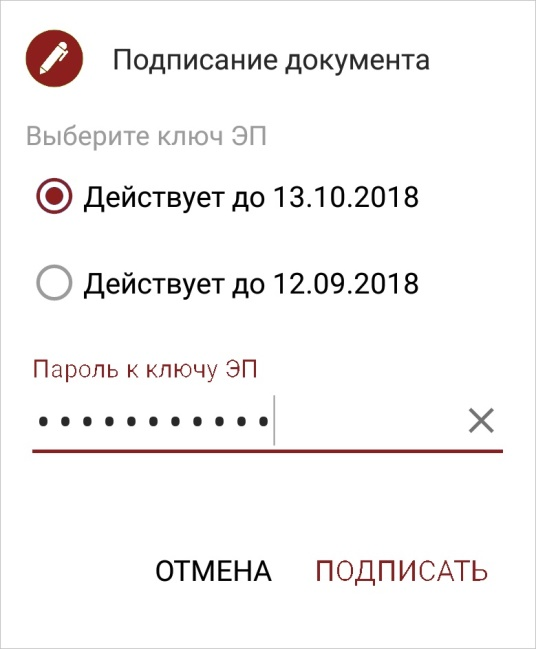 Подписание документа
Выберите ключ ЭП
Действует до 13.10.2018
Действует до 12.09.2018
Пароль к ключу ЭП
•••••••••••
ОТМЕНА ПОДПИСАТЬ